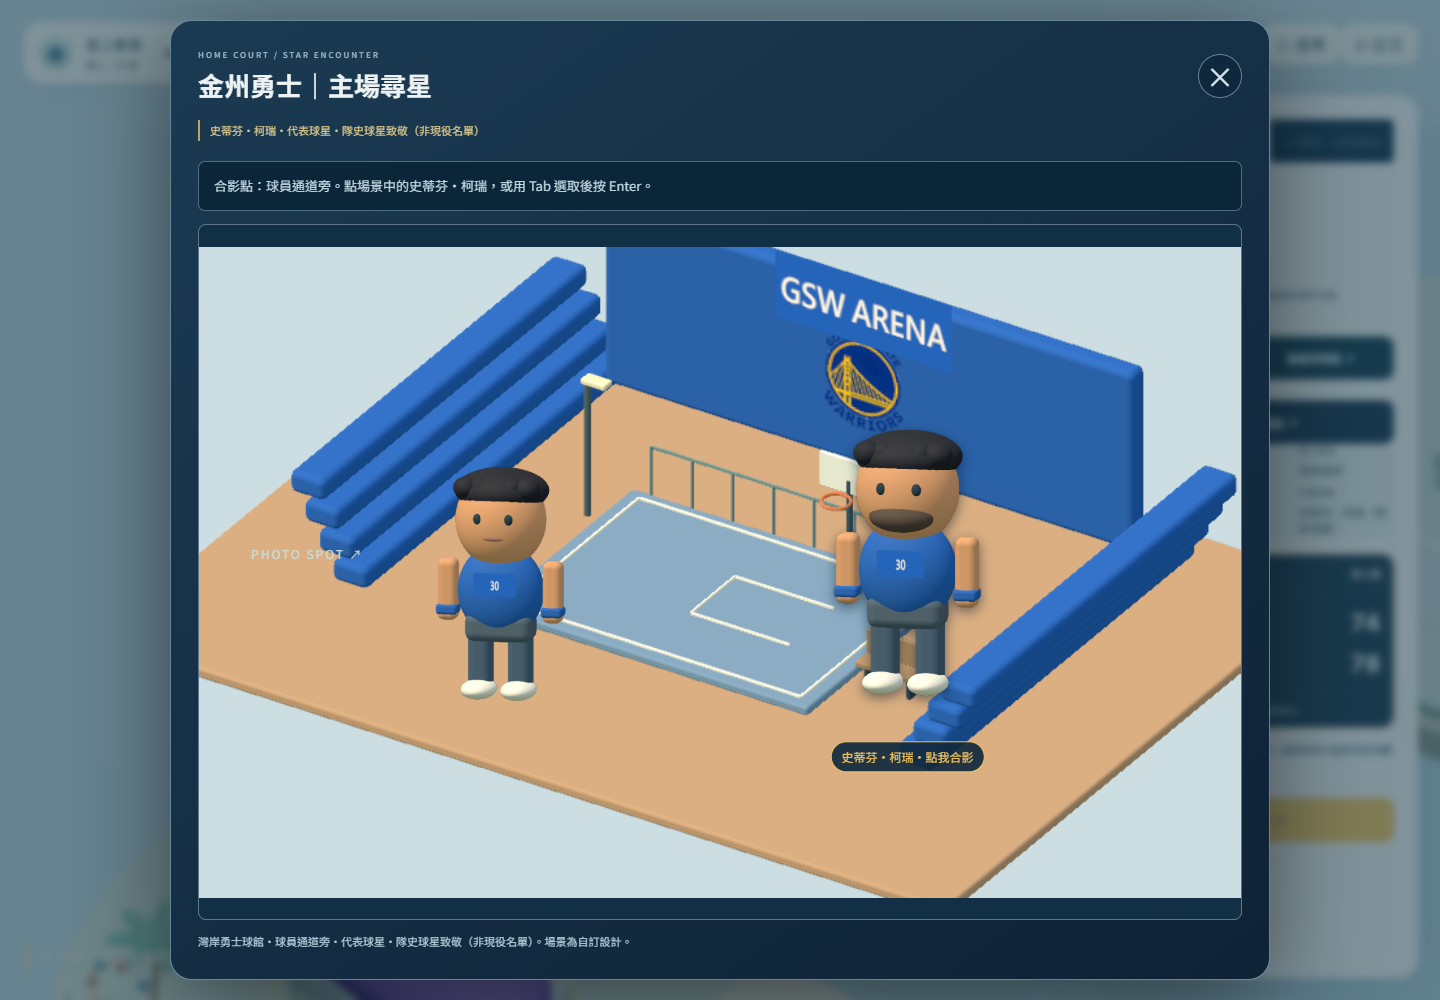 HOME COURT / STAR ENCOUNTER
金州勇士｜主場尋星
史蒂芬・柯瑞・代表球星・隊史球星致敬（非現役名單）
合影點：球員通道旁。點場景中的史蒂芬・柯瑞，或用 Tab 選取後按 Enter。
GSW ARENA
WARRIORS
PHOTO SPOT ↗
30
30
史蒂芬・柯瑞・點我合影
灣岸勇士球館・球員通道旁・代表球星・隊史球星致敬（非現役名單）。場景為自訂設計。
74
78